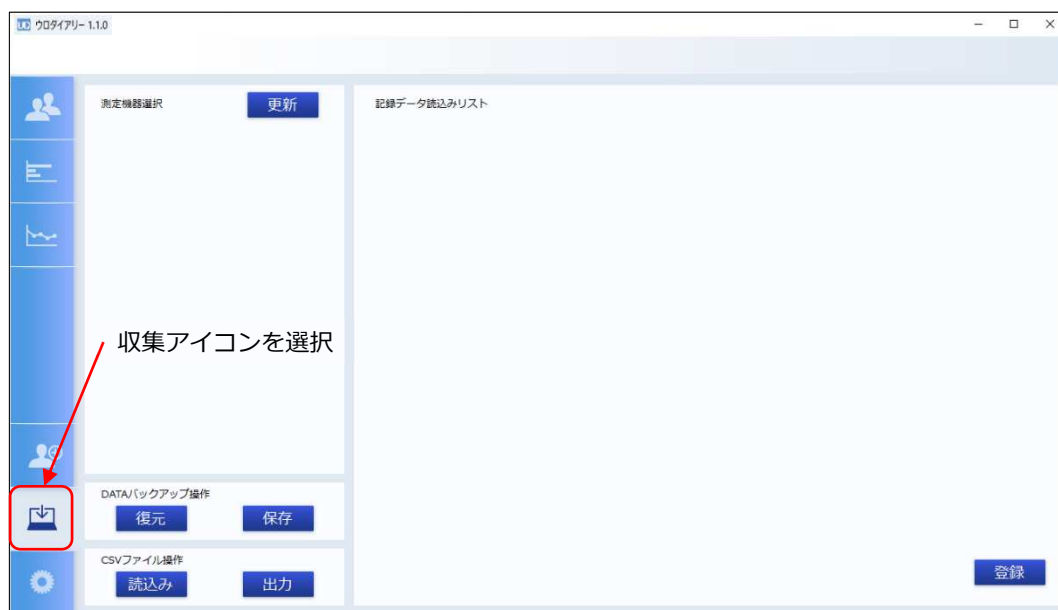 UD ウロダイアリー 1.1.0
測定機器選択
更新
記録データ読込みリスト
収集アイコンを選択
DATAバックアップ操作
復元
保存
CSVファイル操作
読込み
出力
登録